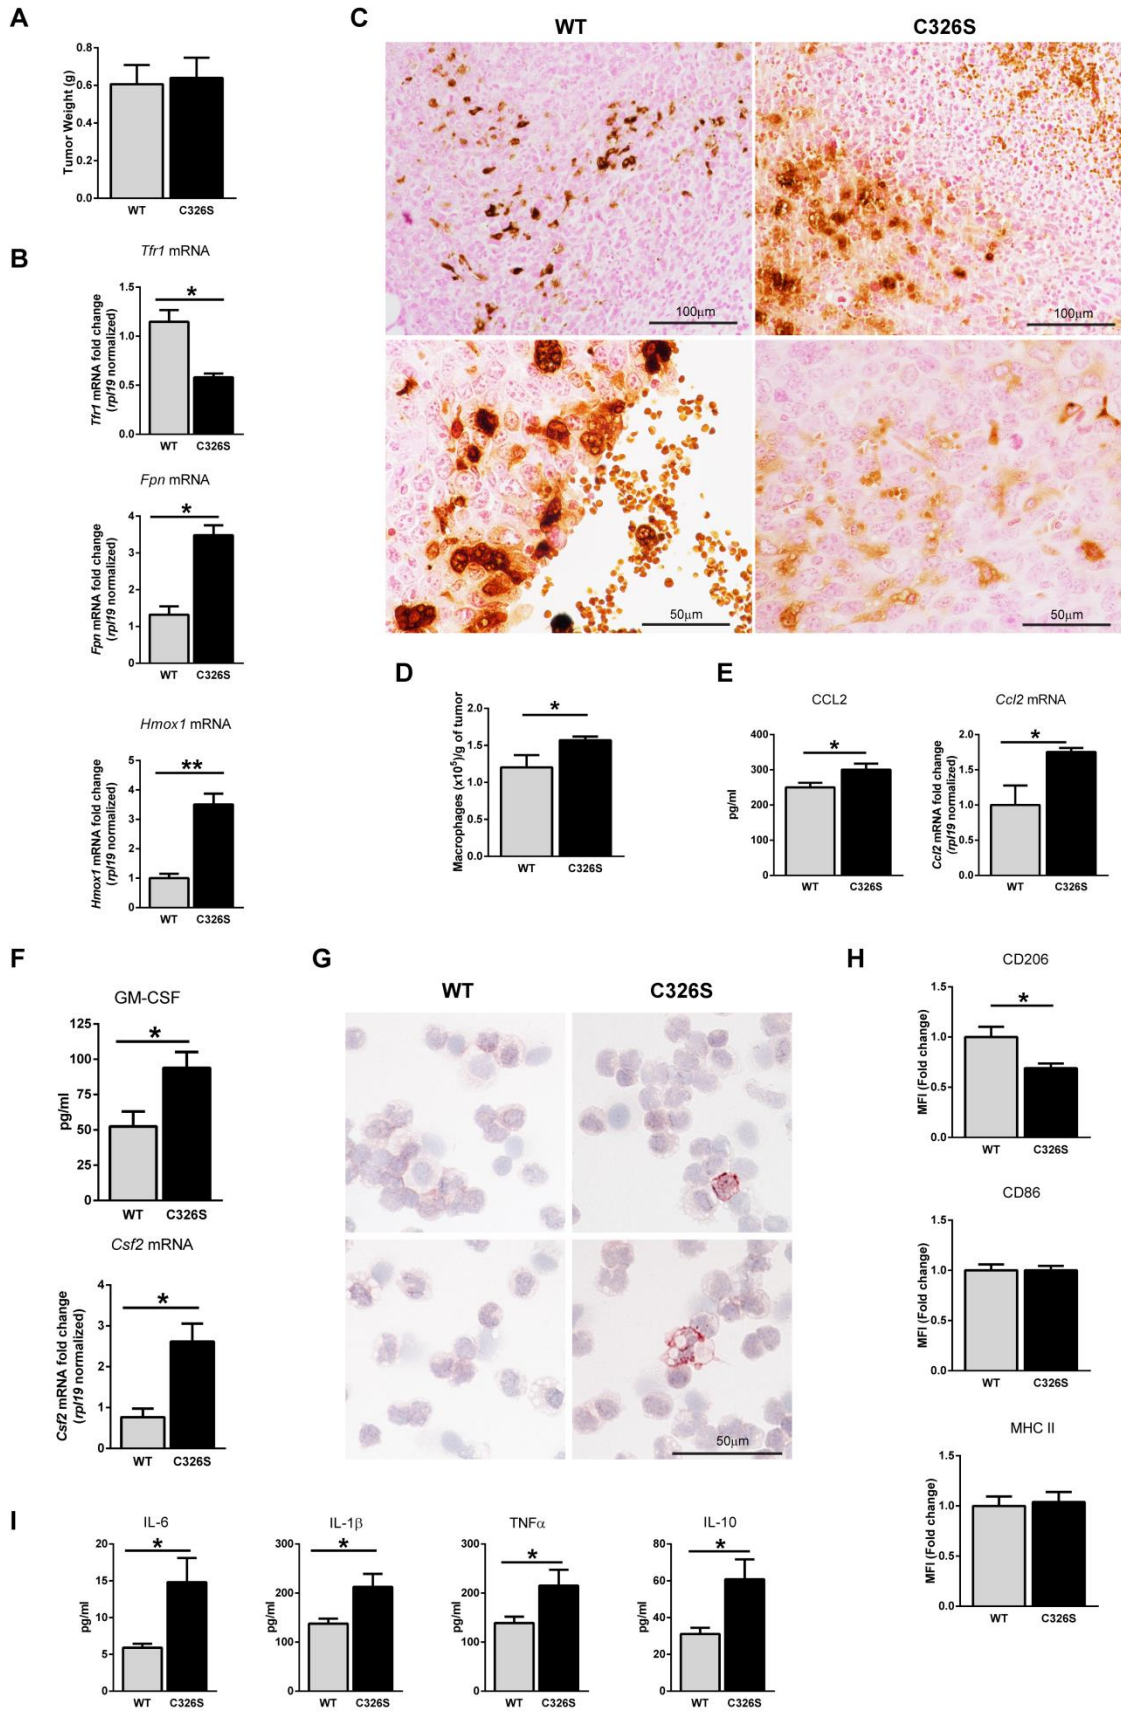 A
Tumor Weight (g)
0.8
0.6
0.4
0.2
0.0
WT
C326S
B
Tfr1 mRNA
Tfr1 mRNA fold change
(rpl19 normalized)
1.5
1.0
0.5
0.0
*
WT
C326S
Fpn mRNA
Fpn mRNA fold change
(rpl19 normalized)
4
3
2
1
0
*
WT
C326S
Hmox1 mRNA
Hmox1 mRNA fold change
(rpl19 normalized)
5
4
3
2
1
0
**
WT
C326S
C
WT
C326S
100µm
100µm
50µm
50µm
D
Macrophages (x10⁵)/g of tumor
2.0
1.5
1.0
0.5
0.0
*
WT
C326S
E
CCL2
pg/ml
400
300
200
100
0
*
WT
C326S
Ccl2 mRNA
Ccl2 mRNA fold change
(rpl19 normalized)
2.0
1.5
1.0
0.5
0.0
*
WT
C326S
F
GM-CSF
pg/ml
125
100
75
50
25
0
*
WT
C326S
Csf2 mRNA
Csf2 mRNA fold change
(rpl19 normalized)
4
3
2
1
0
*
WT
C326S
G
WT
C326S
50µm
H
CD206
MFI (Fold change)
1.5
1.0
0.5
0.0
*
WT
C326S
CD86
MFI (Fold change)
1.5
1.0
0.5
0.0
WT
C326S
MHC II
MFI (Fold change)
1.5
1.0
0.5
0.0
WT
C326S
I
IL-6
pg/ml
20
15
10
5
0
*
WT
C326S
IL-1β
pg/ml
300
200
100
0
*
WT
C326S
TNFα
pg/ml
300
200
100
0
*
WT
C326S
IL-10
pg/ml
80
60
40
20
0
*
WT
C326S